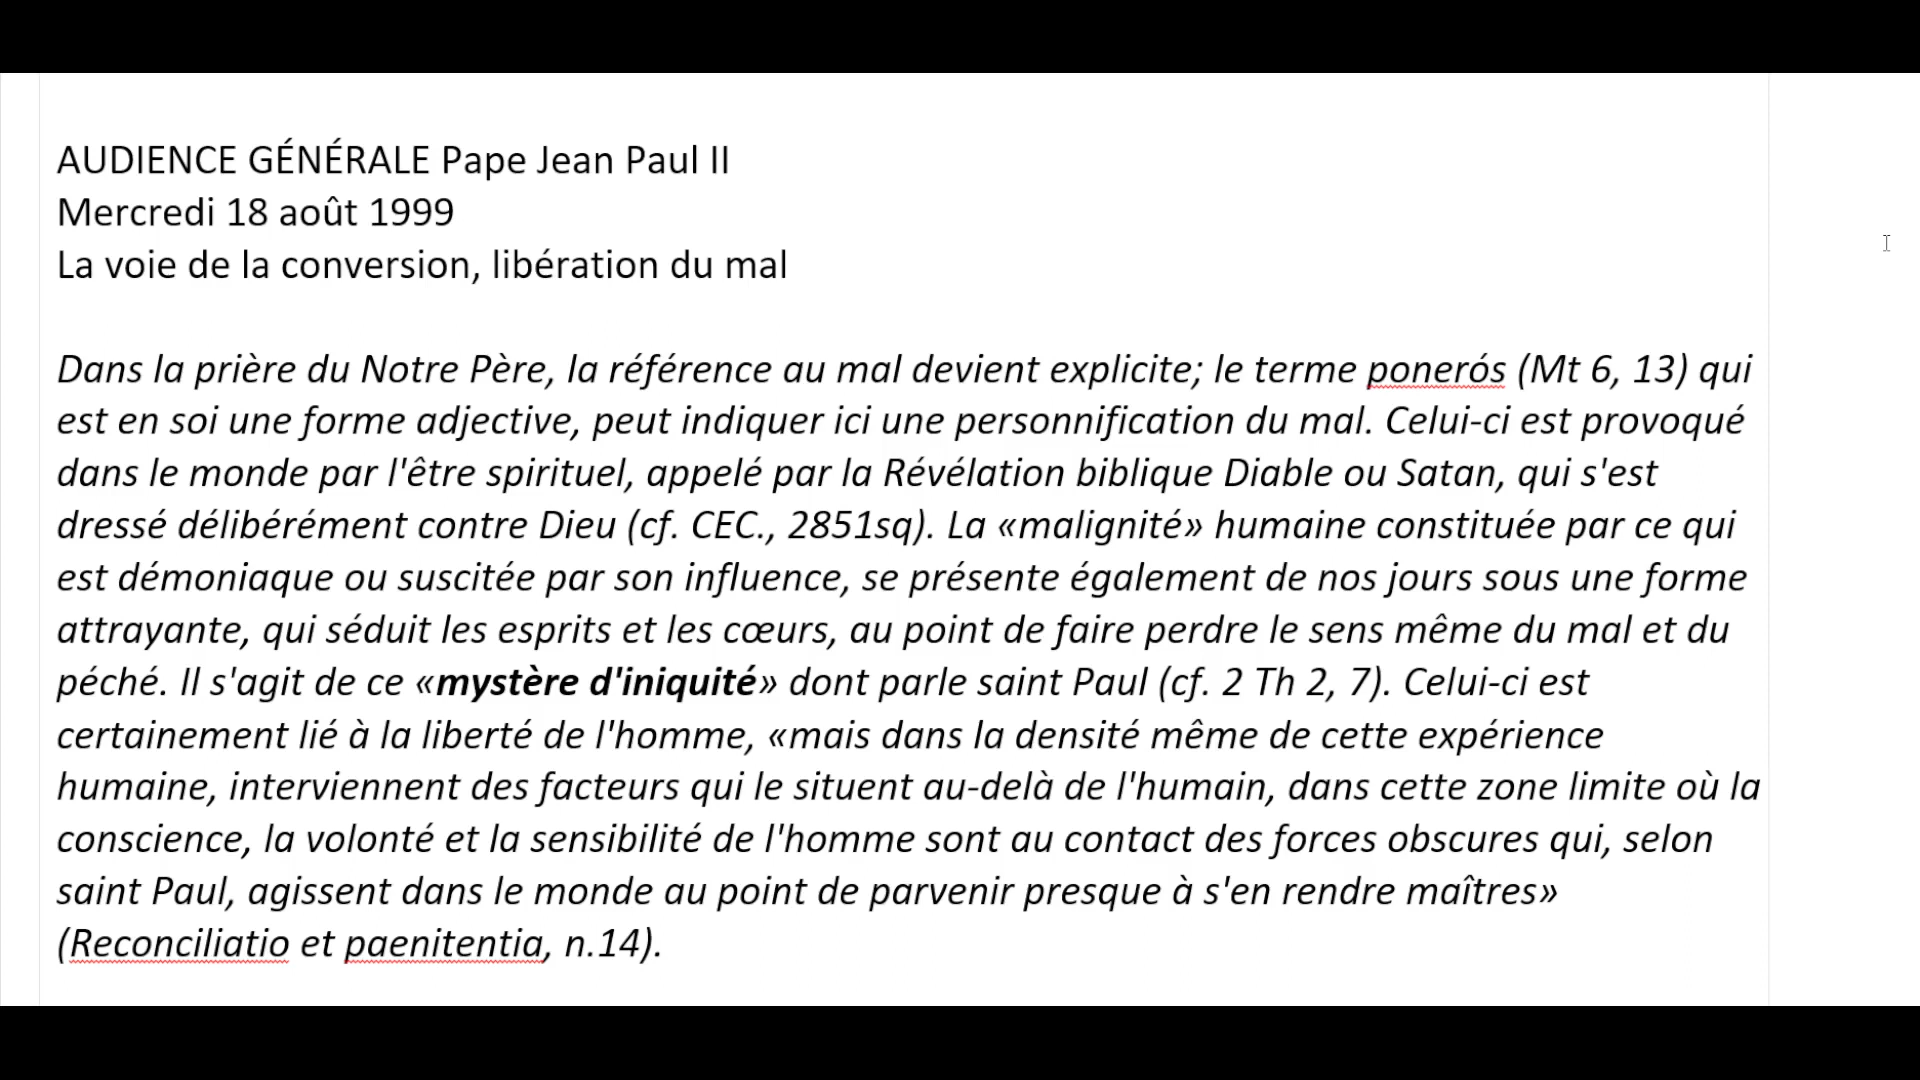 AUDIENCE GÉNÉRALE Pape Jean Paul II
Mercredi 18 août 1999
La voie de la conversion, libération du mal
Dans la prière du Notre Père, la référence au mal devient explicite; le terme ponerós (Mt 6, 13) qui
est en soi une forme adjective, peut indiquer ici une personnification du mal. Celui-ci est provoqué
dans le monde par l'être spirituel, appelé par la Révélation biblique Diable ou Satan, qui s'est
dressé délibérément contre Dieu (cf. CEC., 2851sq). La «malignité» humaine constituée par ce qui
est démoniaque ou suscitée par son influence, se présente également de nos jours sous une forme
attrayante, qui séduit les esprits et les cœurs, au point de faire perdre le sens même du mal et du
péché. Il s'agit de ce «mystère d'iniquité» dont parle saint Paul (cf. 2 Th 2, 7). Celui-ci est
certainement lié à la liberté de l'homme, «mais dans la densité même de cette expérience
humaine, interviennent des facteurs qui le situent au-delà de l'humain, dans cette zone limite où la
conscience, la volonté et la sensibilité de l'homme sont au contact des forces obscures qui, selon
saint Paul, agissent dans le monde au point de parvenir presque à s'en rendre maîtres»
(Reconciliatio et paenitentia, n.14).